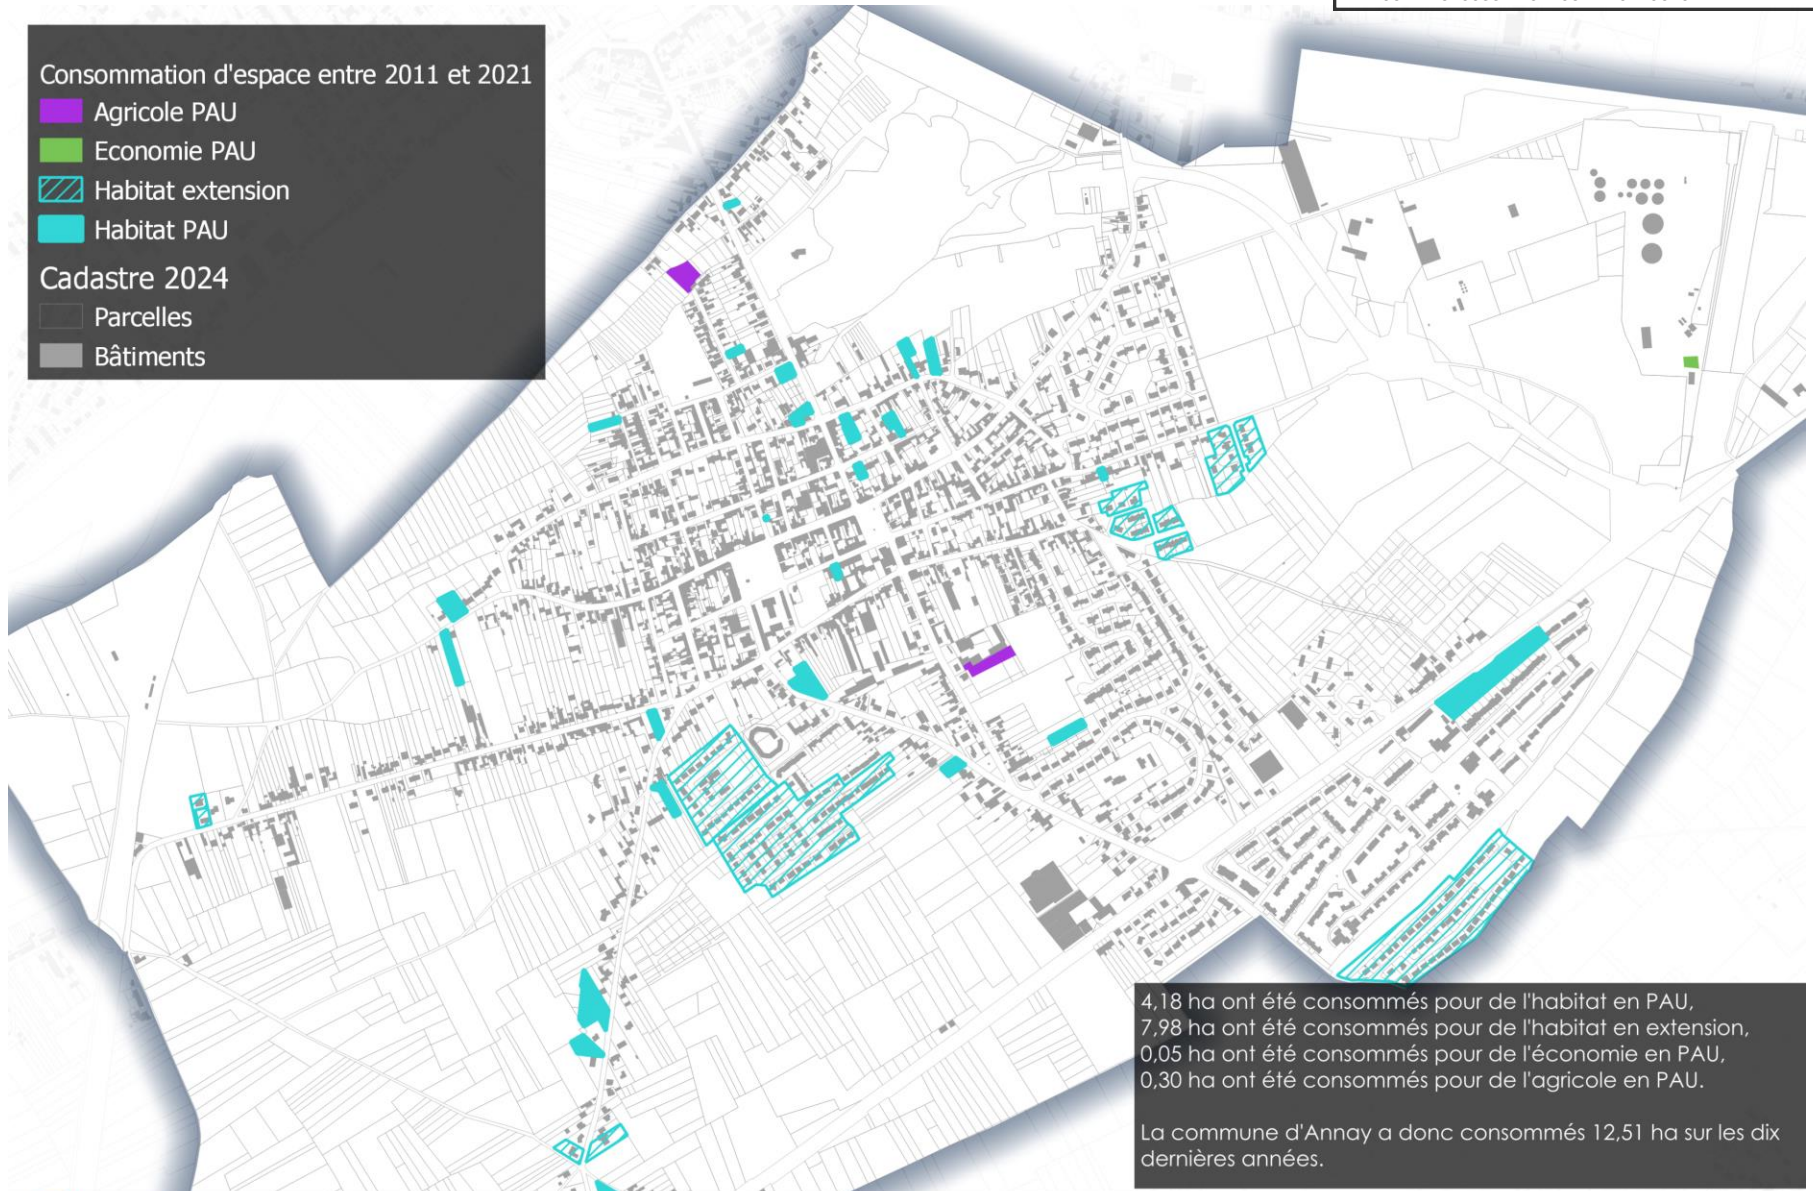 Consommation d'espace entre 2011 et 2021
Agricole PAU
Economie PAU
Habitat extension
Habitat PAU
Cadastre 2024
Parcelles
Bâtiments
4,18 ha ont été consommés pour de l'habitat en PAU,
7,98 ha ont été consommés pour de l'habitat en extension,
0,05 ha ont été consommés pour de l'économie en PAU,
0,30 ha ont été consommés pour de l'agricole en PAU.
La commune d'Annay a donc consommés 12,51 ha sur les dix
dernières années.